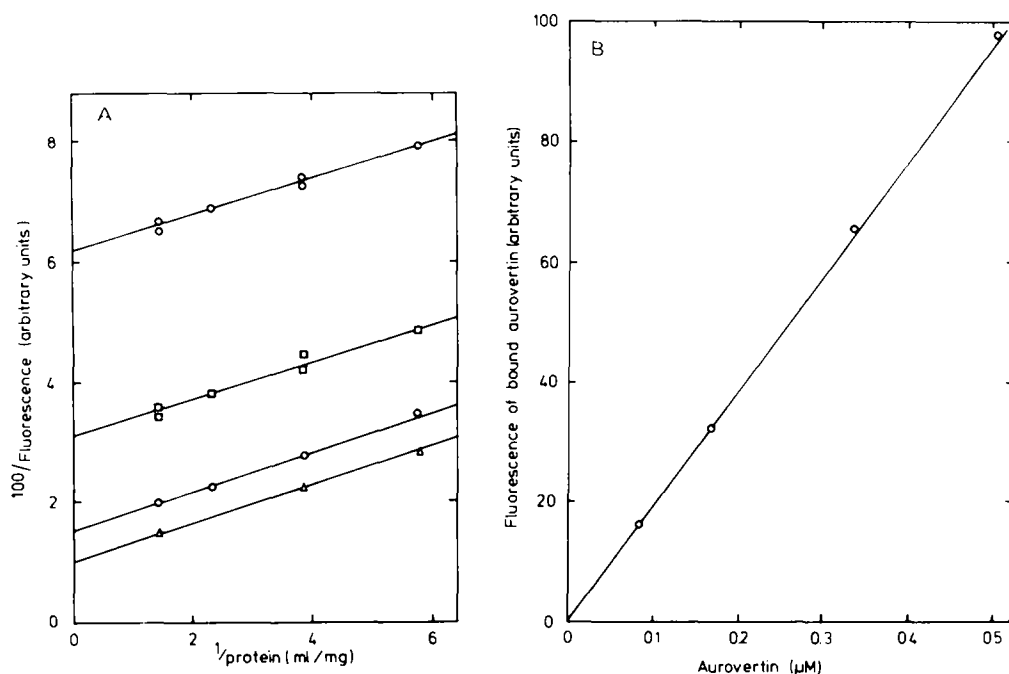 A
100/Fluorescence (arbitrary units)
8
6
4
2
0
0 2 4 6
1/protein (ml/mg)
B
Fluorescence of bound aurovertin (arbitrary units)
100
80
60
40
20
0
0 0.1 0.2 0.3 0.4 0.5
Aurovertin (µM)